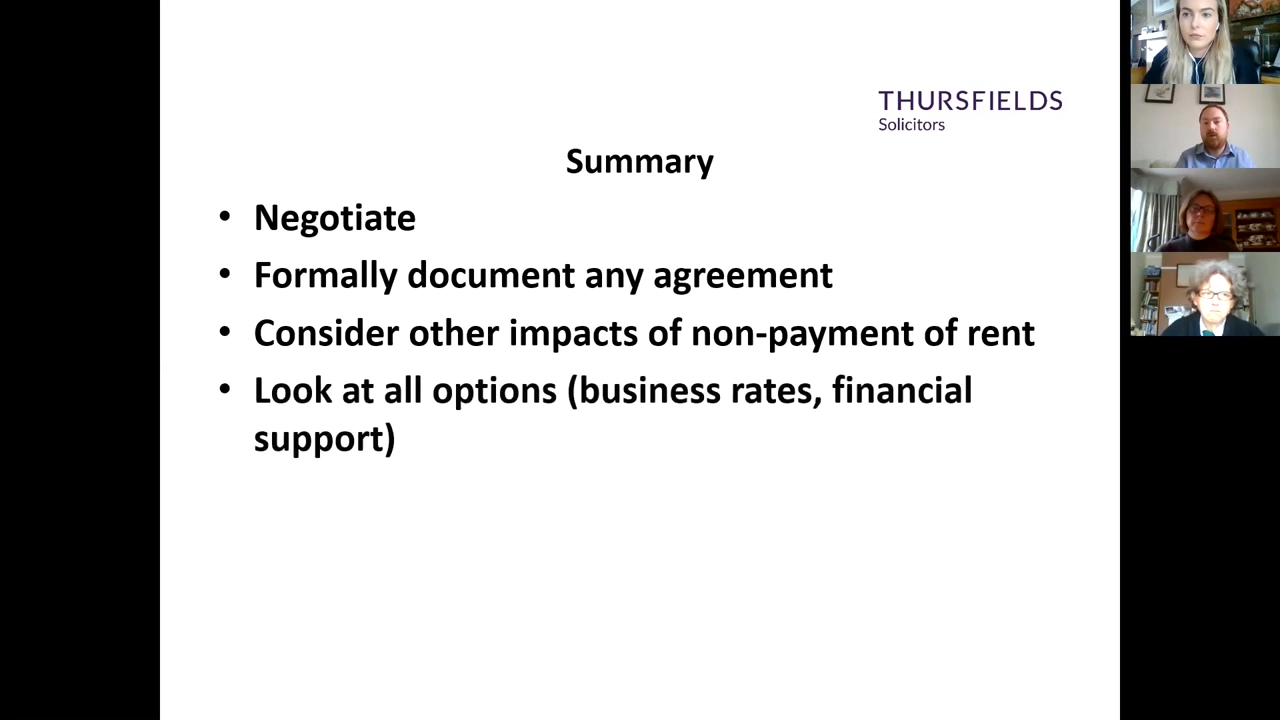 THURSFIELDS
Solicitors
Summary
• Negotiate
• Formally document any agreement
• Consider other impacts of non-payment of rent
• Look at all options (business rates, financial
support)